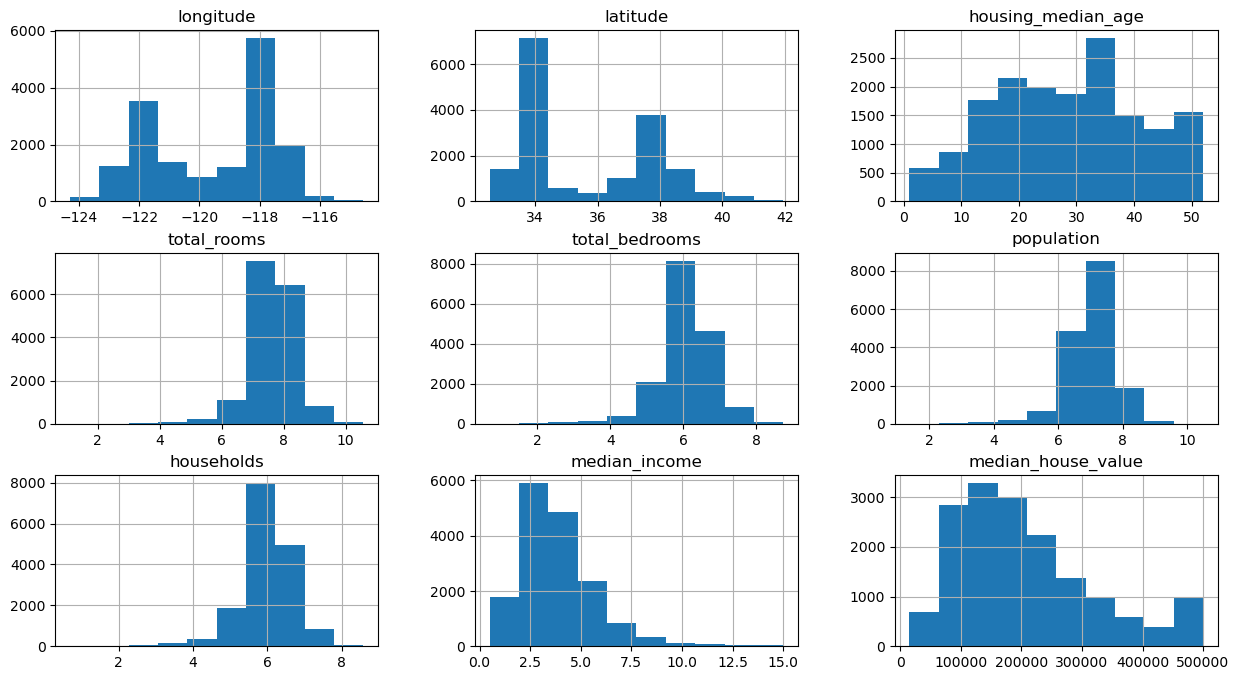 longitude
6000
4000
2000
0
−124 −122 −120 −118 −116
latitude
6000
4000
2000
0
34 36 38 40 42
housing_median_age
2500
2000
1500
1000
500
0
0 10 20 30 40 50
total_rooms
6000
4000
2000
0
2 4 6 8 10
total_bedrooms
8000
6000
4000
2000
0
2 4 6 8
population
8000
6000
4000
2000
0
2 4 6 8 10
households
8000
6000
4000
2000
0
2 4 6 8
median_income
6000
4000
2000
0
0.0 2.5 5.0 7.5 10.0 12.5 15.0
median_house_value
3000
2000
1000
0
0 100000 200000 300000 400000 500000